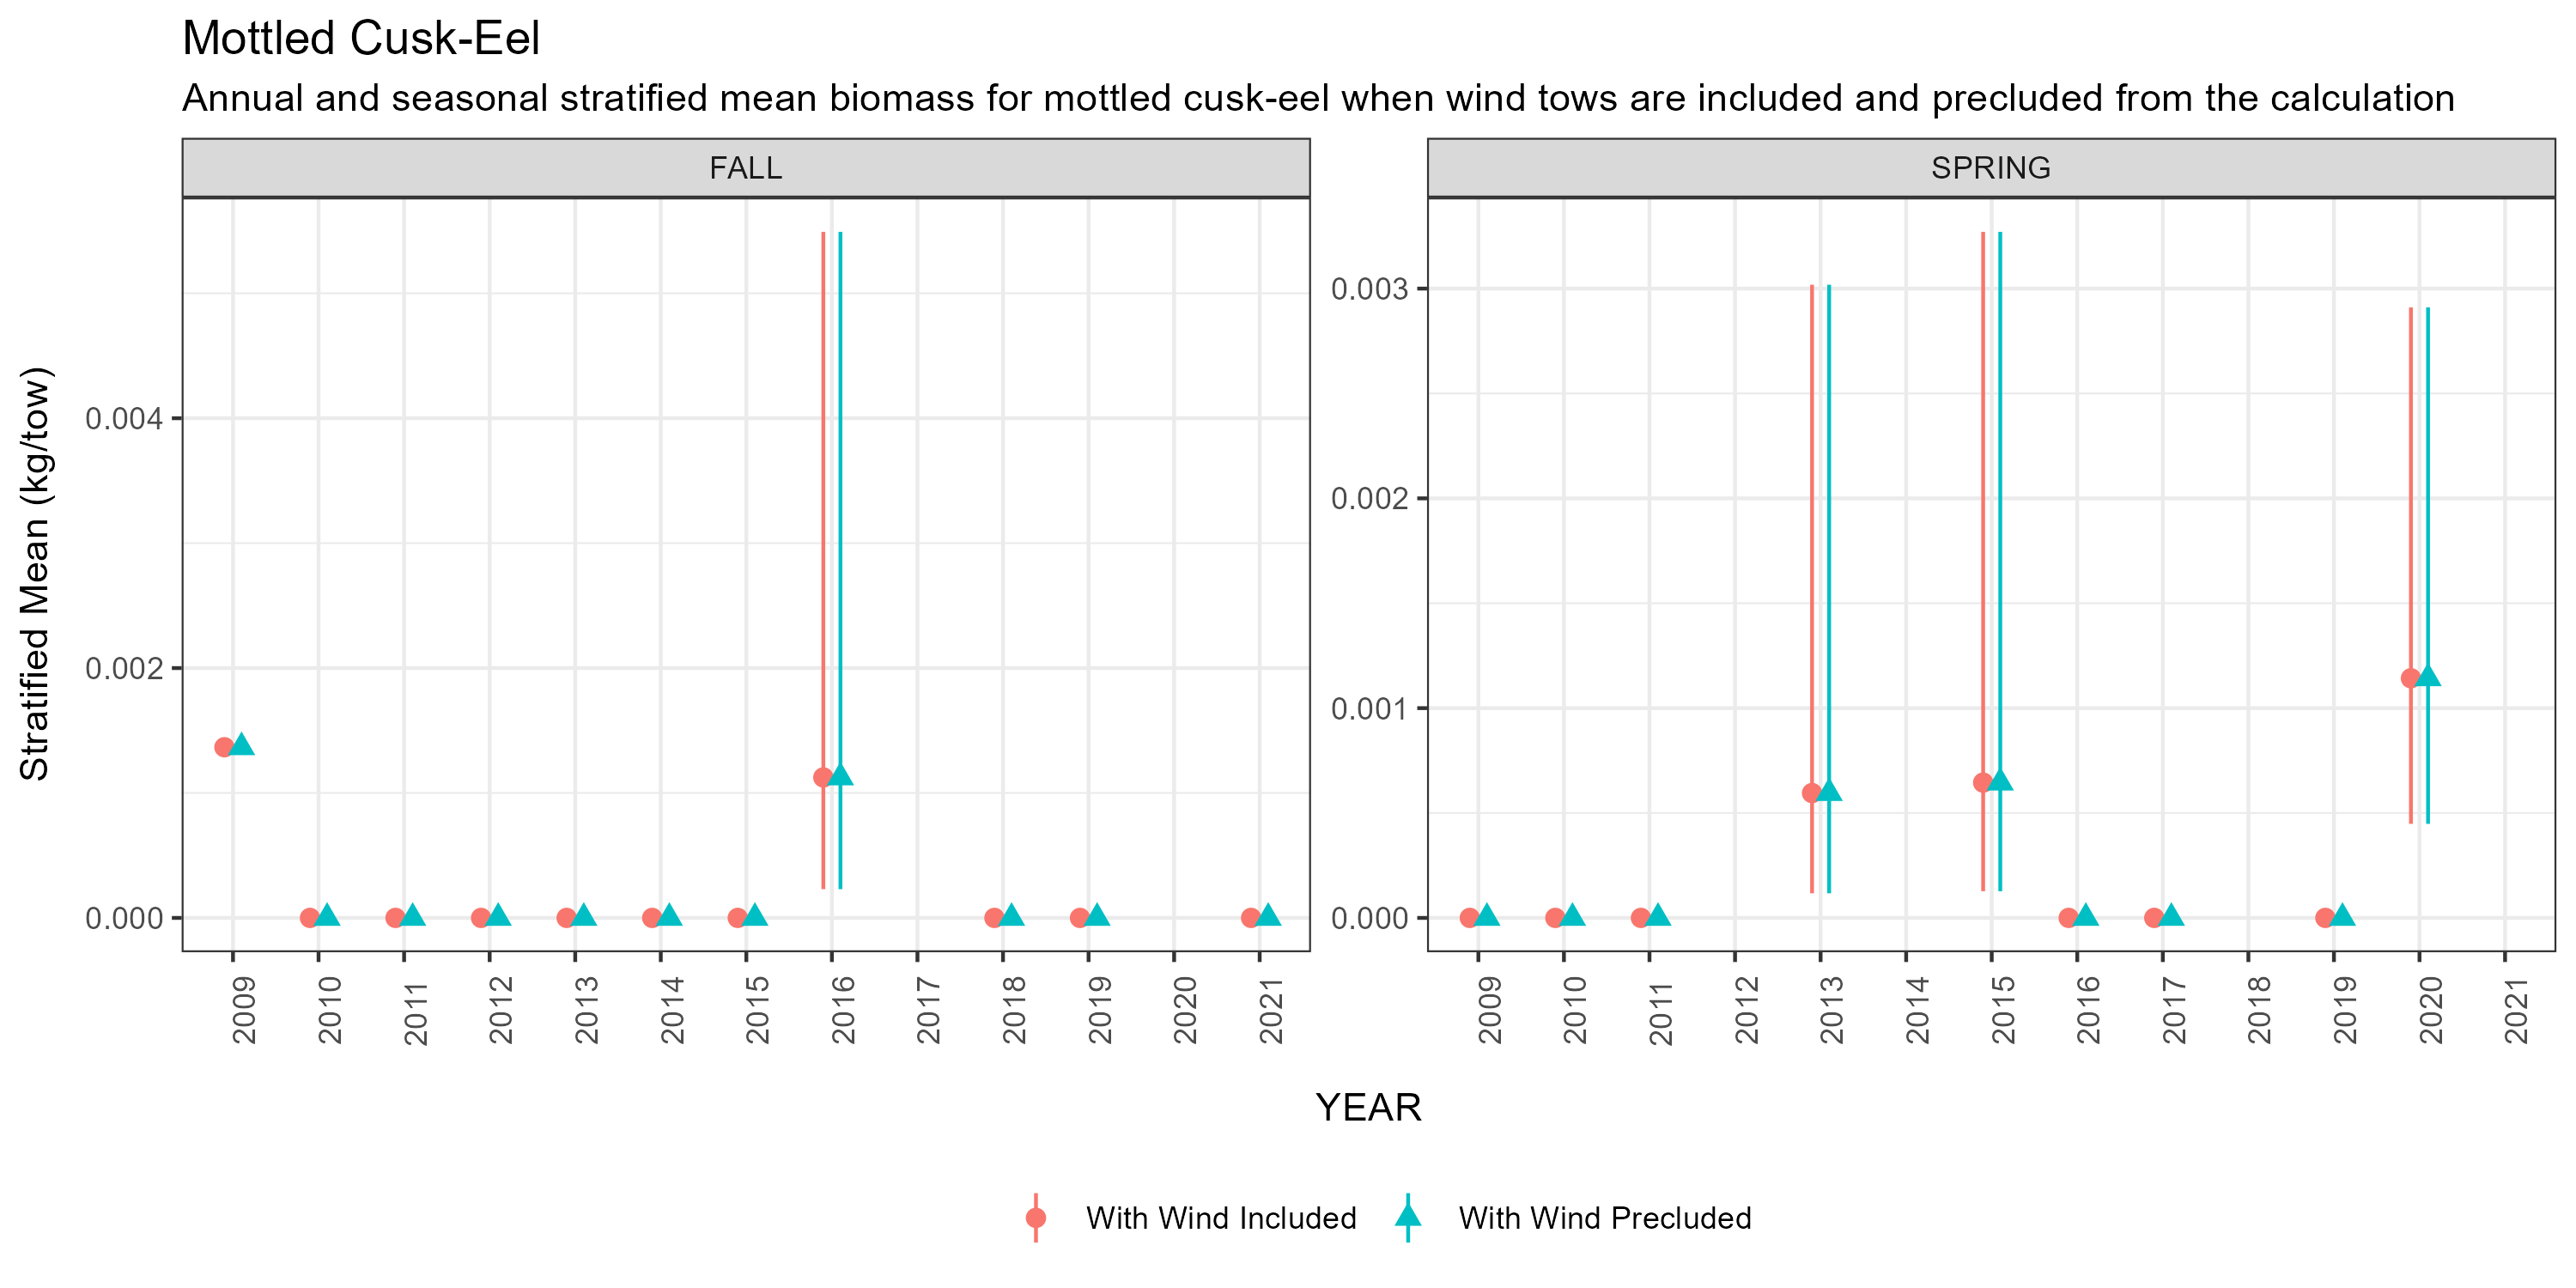 Mottled Cusk-Eel
Annual and seasonal stratified mean biomass for mottled cusk-eel when wind tows are included and precluded from the calculation
FALL
SPRING
Stratified Mean (kg/tow)
0.004
0.002
0.000
0.003
0.002
0.001
0.000
2009 2010 2011 2012 2013 2014 2015 2016 2017 2018 2019 2020 2021
2009 2010 2011 2012 2013 2014 2015 2016 2017 2018 2019 2020 2021
YEAR
With Wind Included
With Wind Precluded